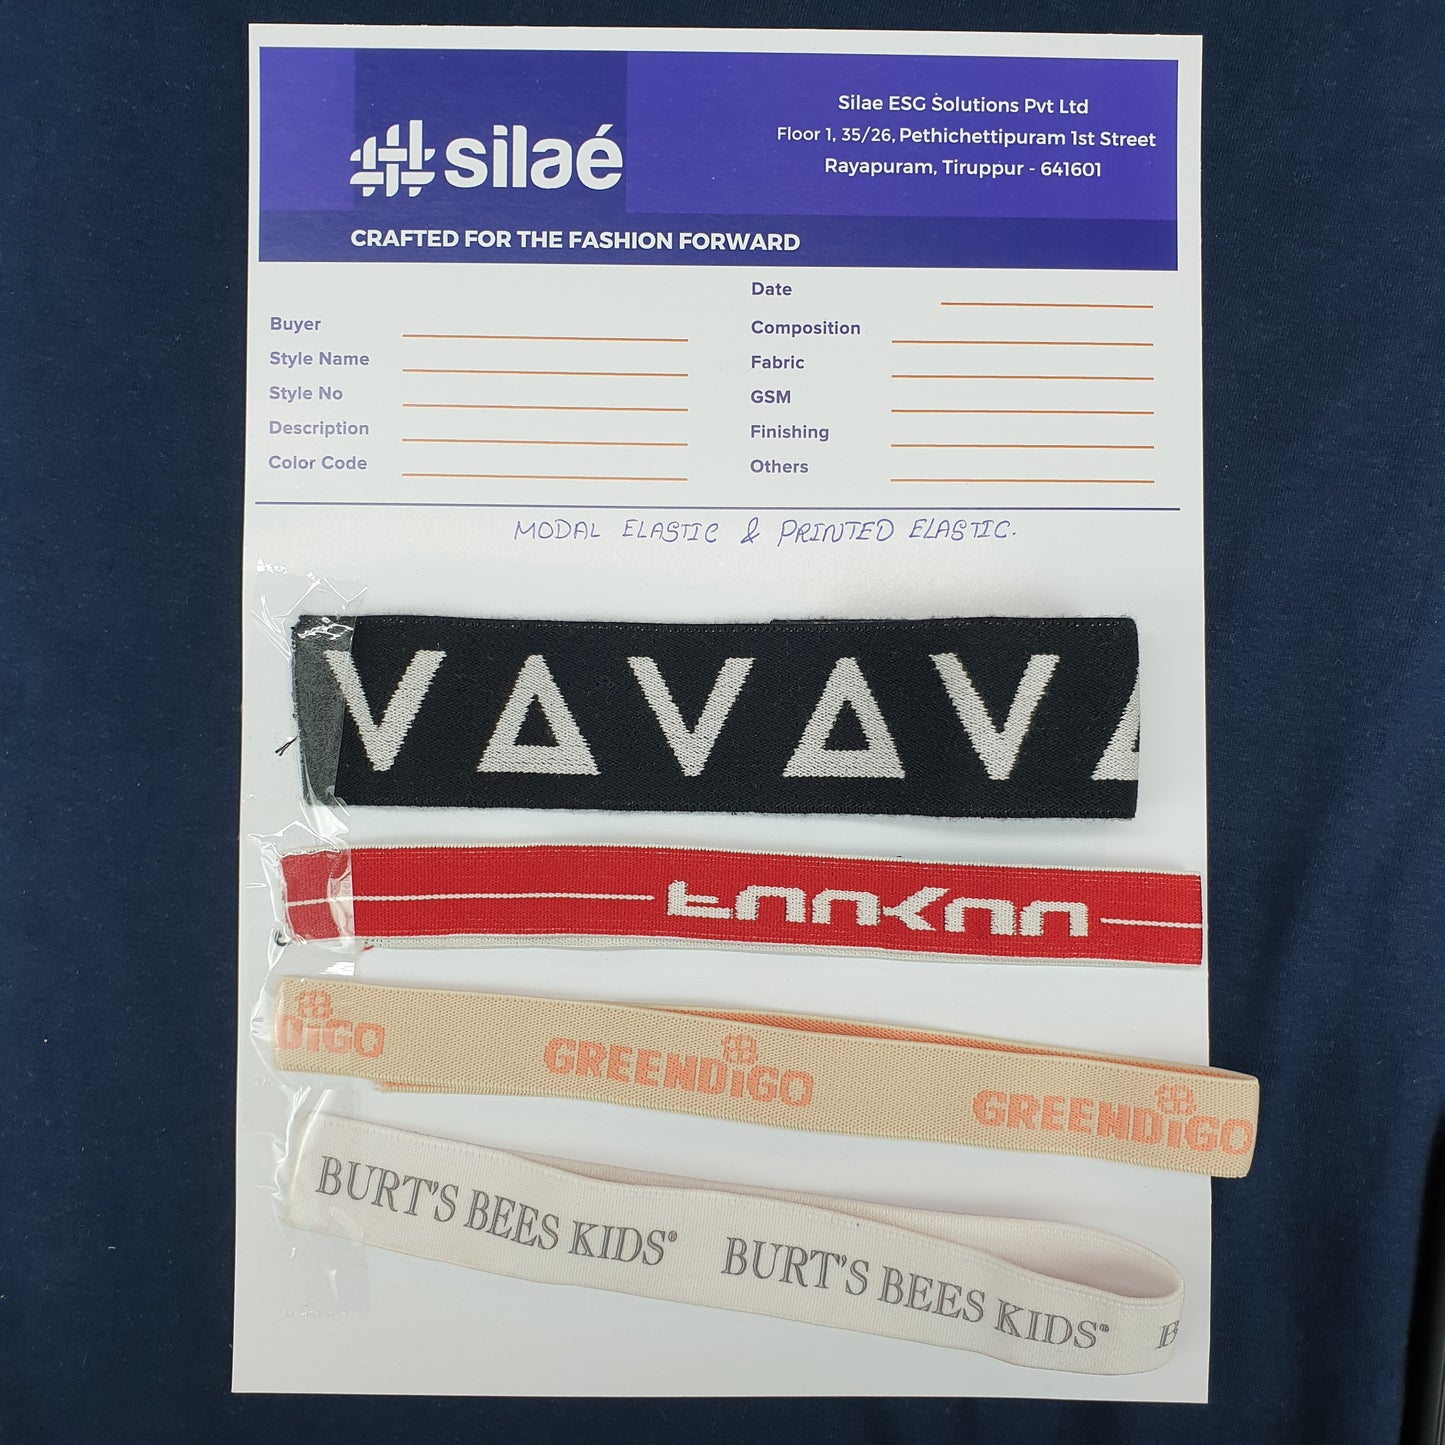 silaé
CRAFTED FOR THE FASHION FORWARD
Silae ESG Solutions Pvt Ltd
Floor 1, 35/26, Pethichettipuram 1st Street
Rayapuram, Tiruppur - 641601
Date
Buyer
Composition
Style Name
Fabric
Style No
GSM
Description
Finishing
Color Code
Others
MODAL ELASTIC & PRINTED ELASTIC.
DiGO
GREENDiGO
GREENDiGO
BURT'S BEES KIDS®
BURT'S BEES KIDS®
B